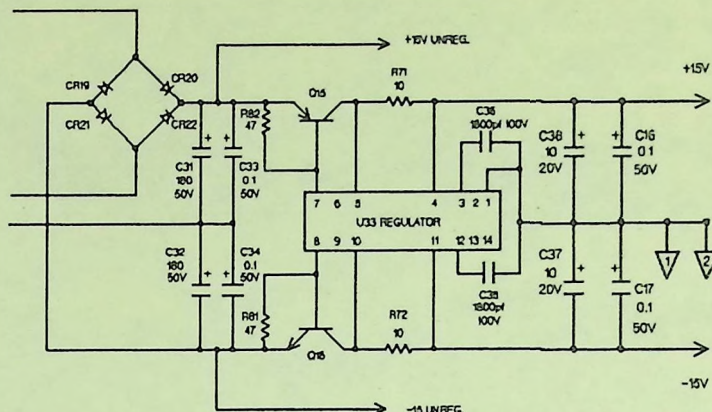 +15V UNREG.
CR19
CR20
CR21
CR22
R82
47
Q15
R71
10
+15V
C36
1800pf 100V
C31
180
50V
C33
0.1
50V
C38
10
20V
C16
0.1
50V
7 6 5 4 3 2 1
U33 REGULATOR
8 9 10 11 12 13 14
C32
180
50V
C34
0.1
50V
C35
1800pf
100V
C37
10
20V
C17
0.1
50V
1
2
R81
47
Q16
R72
10
-15V
-15 UNREG.